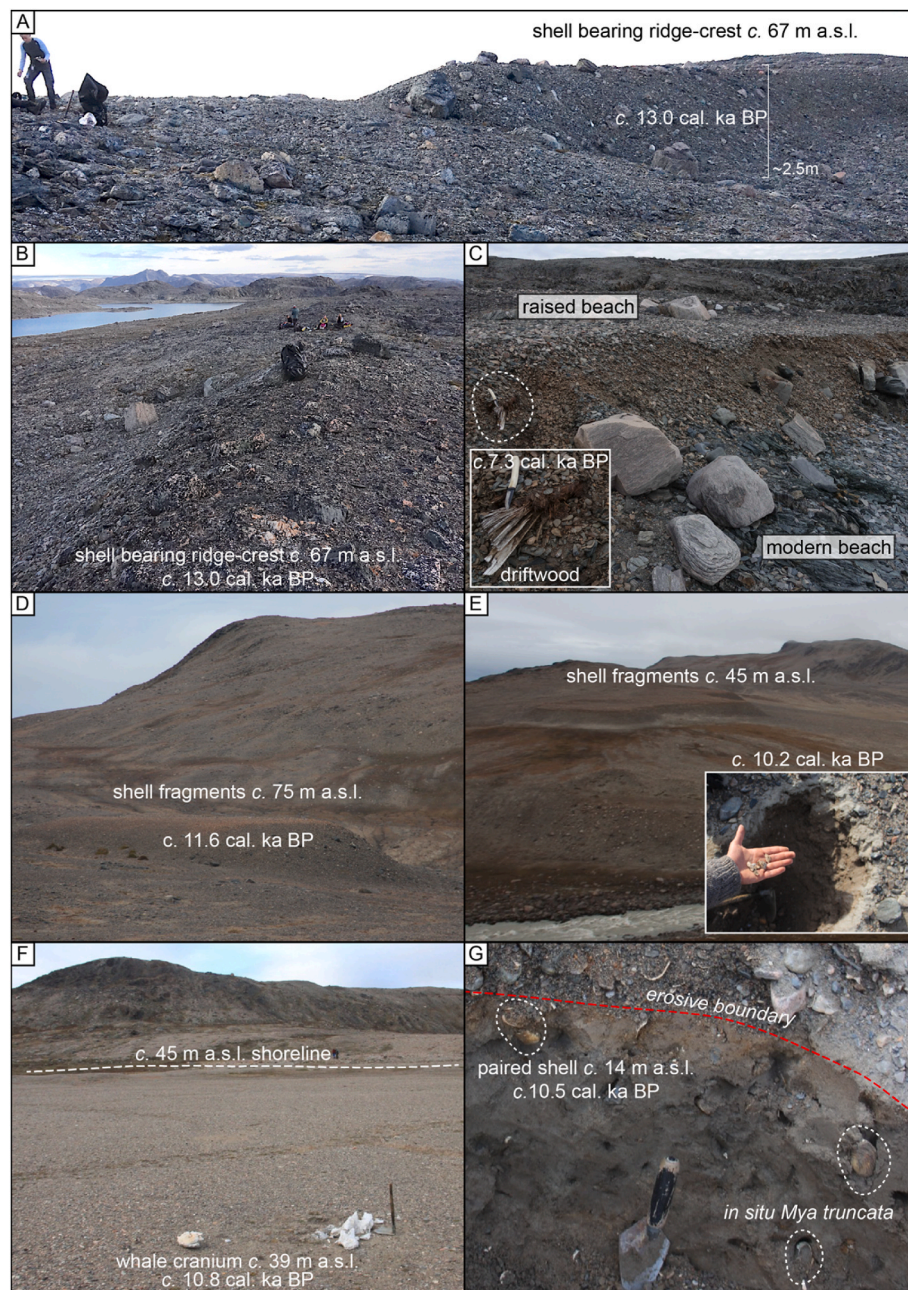 A
shell bearing ridge-crest c. 67 m a.s.l.
c. 13.0 cal. ka BP
~2.5m
B
shell bearing ridge-crest c. 67 m a.s.l.
c. 13.0 cal. ka BP
C
raised beach
c.7.3 cal. ka BP
driftwood
modern beach
D
shell fragments c. 75 m a.s.l.
c. 11.6 cal. ka BP
E
shell fragments c. 45 m a.s.l.
c. 10.2 cal. ka BP
F
c. 45 m a.s.l. shoreline
whale cranium c. 39 m a.s.l.
c. 10.8 cal. ka BP
G
erosive boundary
paired shell c. 14 m a.s.l.
c.10.5 cal. ka BP
in situ Mya truncata